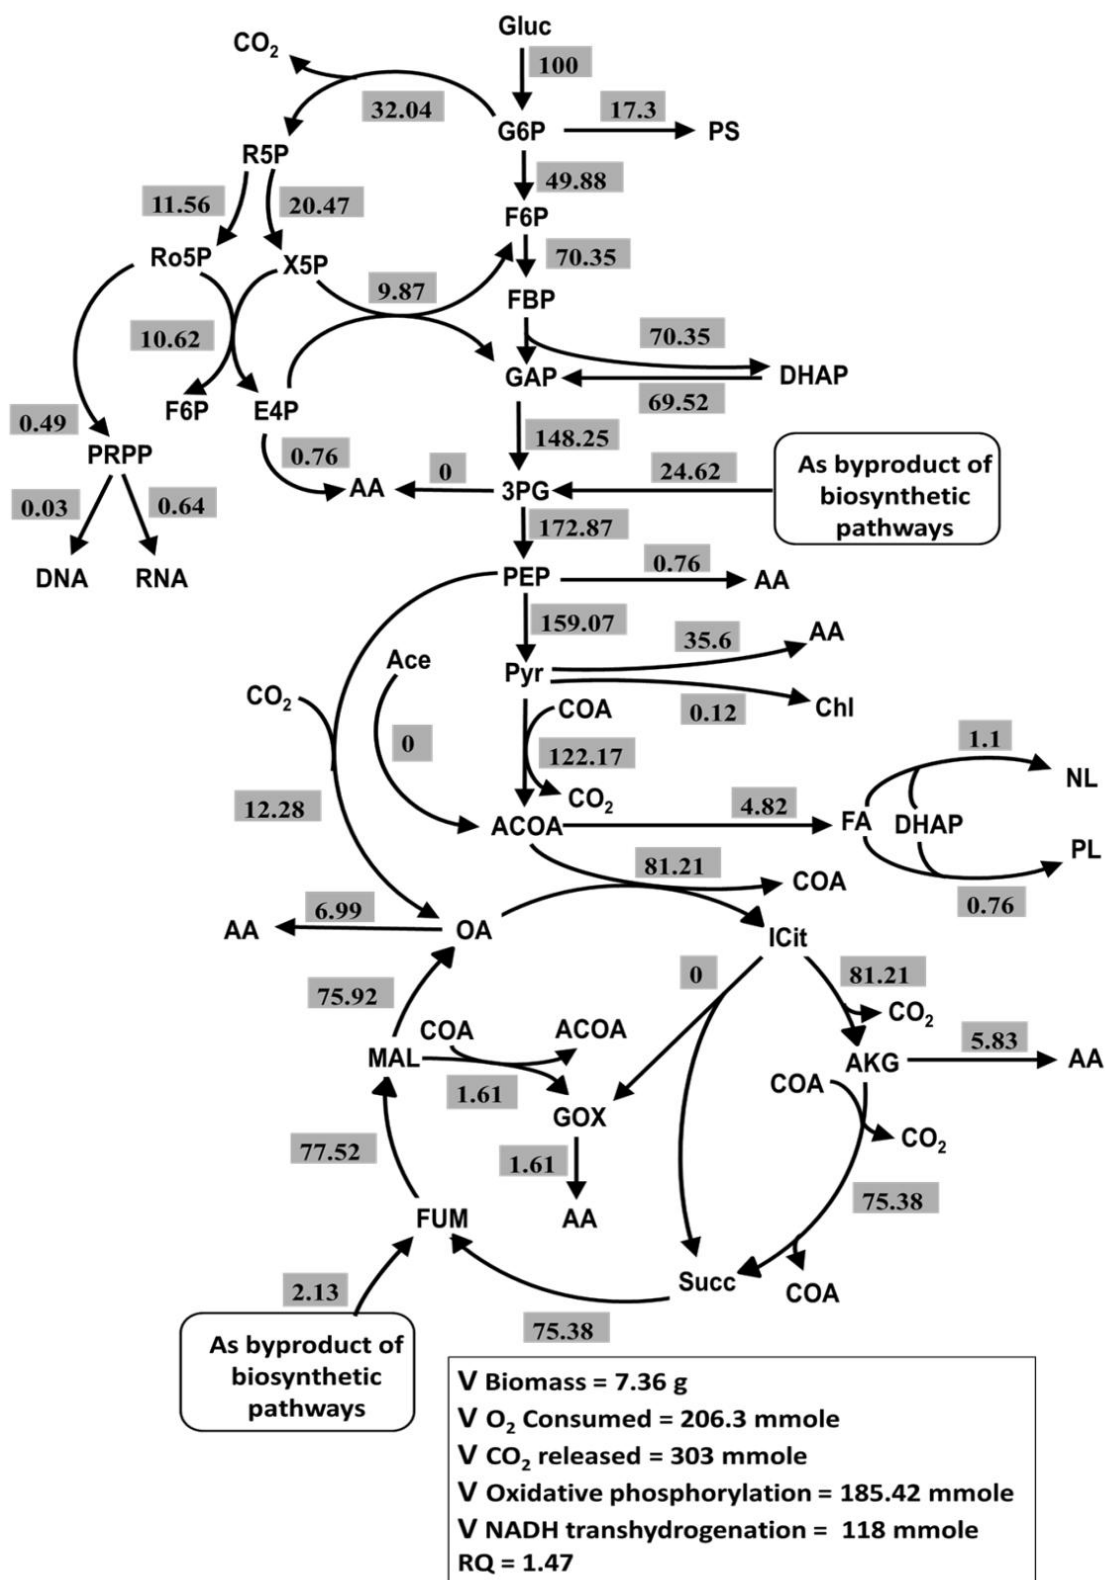 Gluc
CO2
100
32.04
17.3
G6P
PS
R5P
49.88
11.56
20.47
F6P
Ro5P
X5P
70.35
9.87
FBP
10.62
70.35
GAP
DHAP
F6P
E4P
69.52
0.49
148.25
PRPP
0.76
0
24.62
As byproduct of
biosynthetic
pathways
AA
3PG
0.03
0.64
172.87
DNA
RNA
PEP
0.76
AA
159.07
35.6
AA
Ace
Pyr
CO2
COA
0.12
Chl
0
122.17
1.1
CO2
NL
12.28
4.82
ACOA
FA
DHAP
PL
81.21
COA
0.76
6.99
AA
OA
ICit
0
81.21
75.92
CO2
COA
ACOA
MAL
AKG
5.83
AA
1.61
COA
GOX
CO2
77.52
1.61
75.38
FUM
AA
Succ
2.13
COA
75.38
As byproduct of
biosynthetic
pathways
V Biomass = 7.36 g
V O2 Consumed = 206.3 mmole
V CO2 released = 303 mmole
V Oxidative phosphorylation = 185.42 mmole
V NADH transhydrogenation = 118 mmole
RQ = 1.47